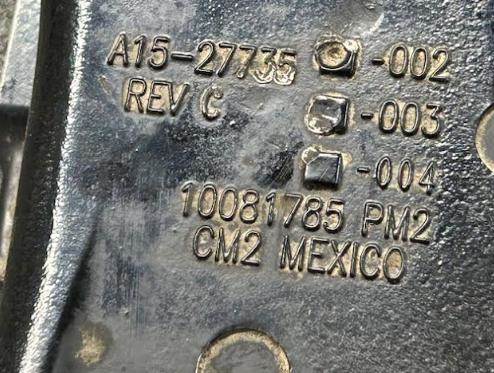 A15-27735 -002
REV C -003
-004
10081785 PM2
CM2 MEXICO